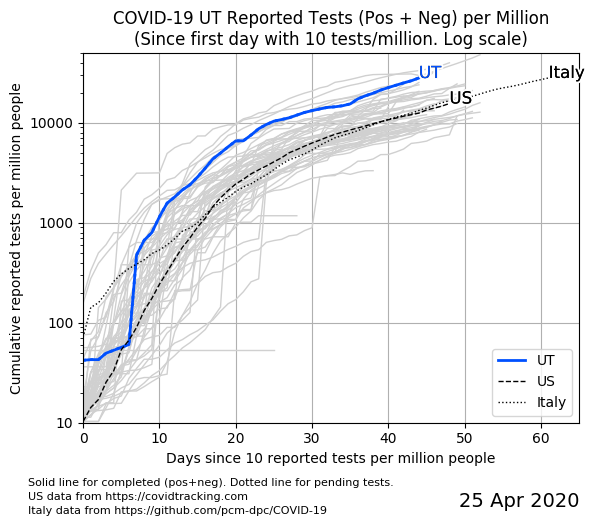 COVID-19 UT Reported Tests (Pos + Neg) per Million
(Since first day with 10 tests/million. Log scale)
Cumulative reported tests per million people
10000
1000
100
10
UT
US
Italy
UT
US
Italy
0 10 20 30 40 50 60
Days since 10 reported tests per million people
Solid line for completed (pos+neg). Dotted line for pending tests.
US data from https://covidtracking.com
Italy data from https://github.com/pcm-dpc/COVID-19
25 Apr 2020